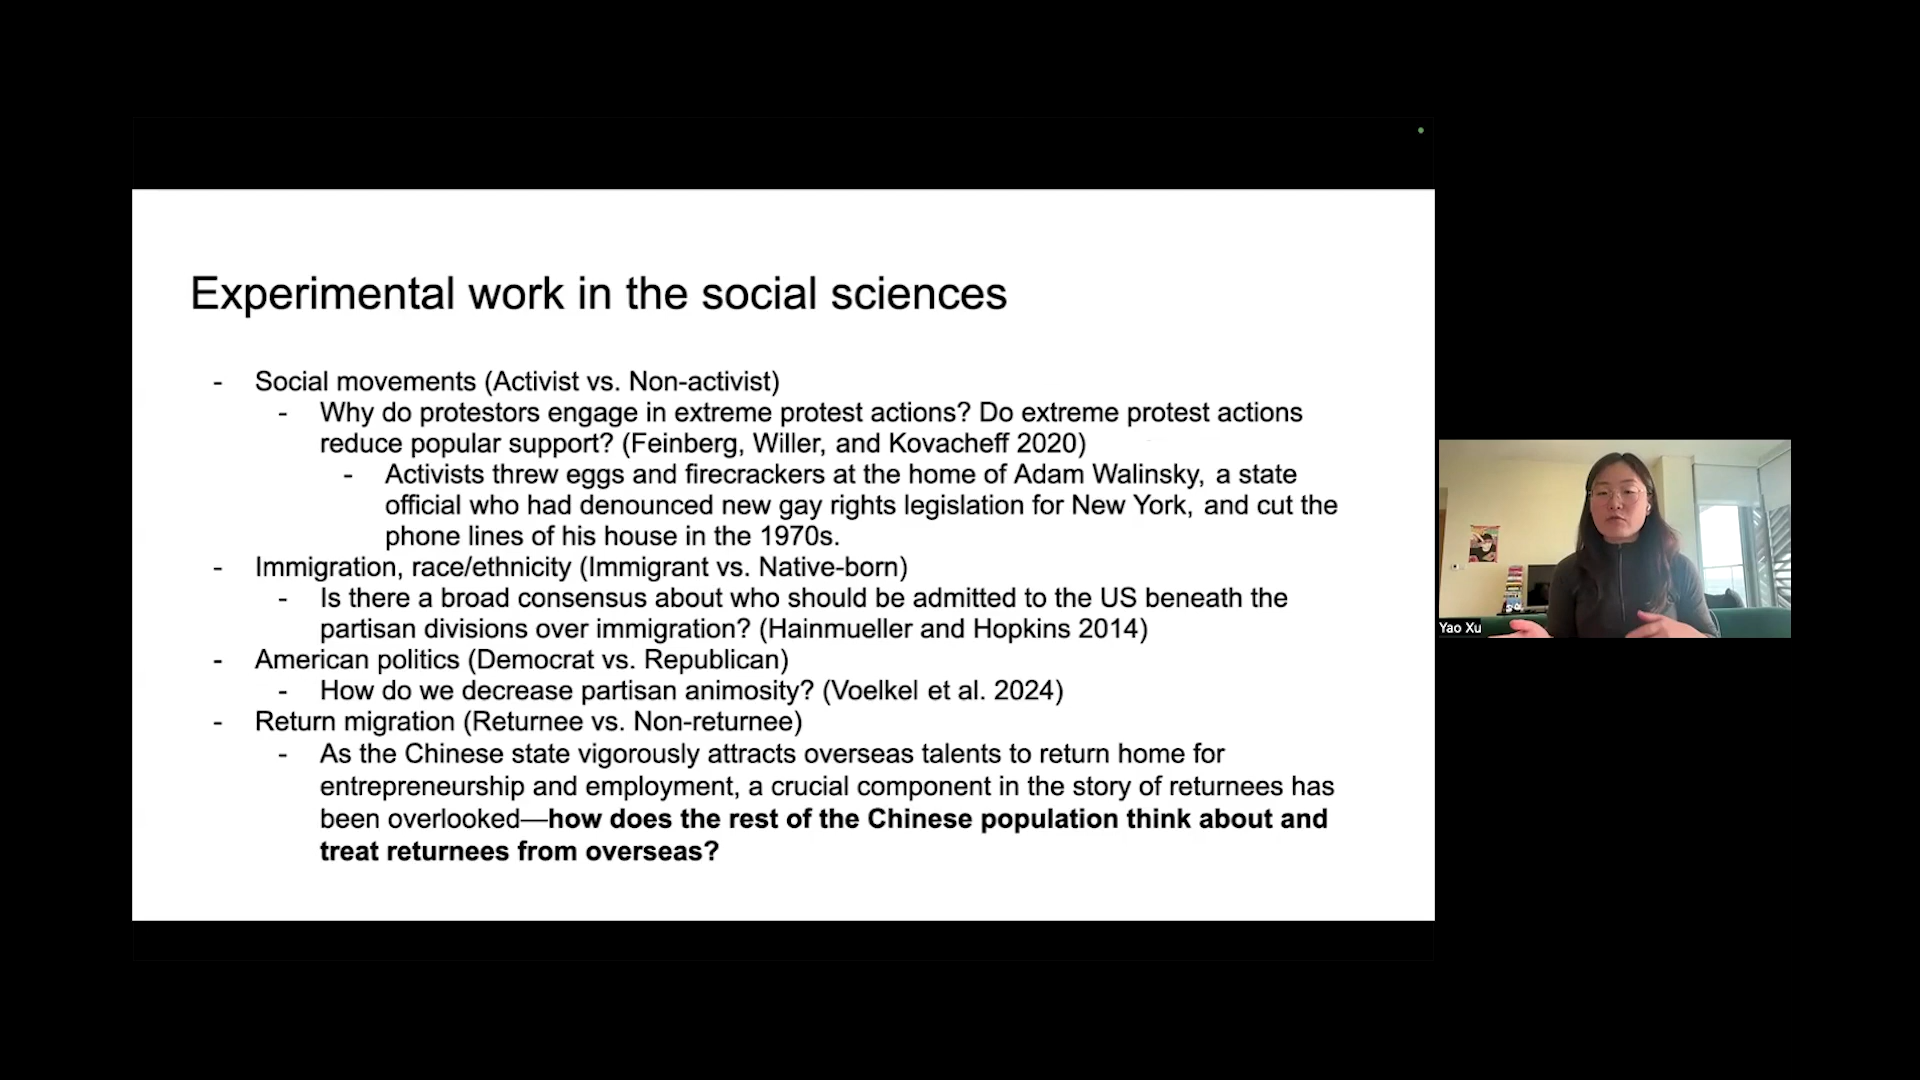 Experimental work in the social sciences
- Social movements (Activist vs. Non-activist)
- Why do protestors engage in extreme protest actions? Do extreme protest actions
reduce popular support? (Feinberg, Willer, and Kovacheff 2020)
- Activists threw eggs and firecrackers at the home of Adam Walinsky, a state
official who had denounced new gay rights legislation for New York, and cut the
phone lines of his house in the 1970s.
- Immigration, race/ethnicity (Immigrant vs. Native-born)
- Is there a broad consensus about who should be admitted to the US beneath the
partisan divisions over immigration? (Hainmueller and Hopkins 2014)
- American politics (Democrat vs. Republican)
- How do we decrease partisan animosity? (Voelkel et al. 2024)
- Return migration (Returnee vs. Non-returnee)
- As the Chinese state vigorously attracts overseas talents to return home for
entrepreneurship and employment, a crucial component in the story of returnees has
been overlooked—how does the rest of the Chinese population think about and
treat returnees from overseas?
Yao Xu